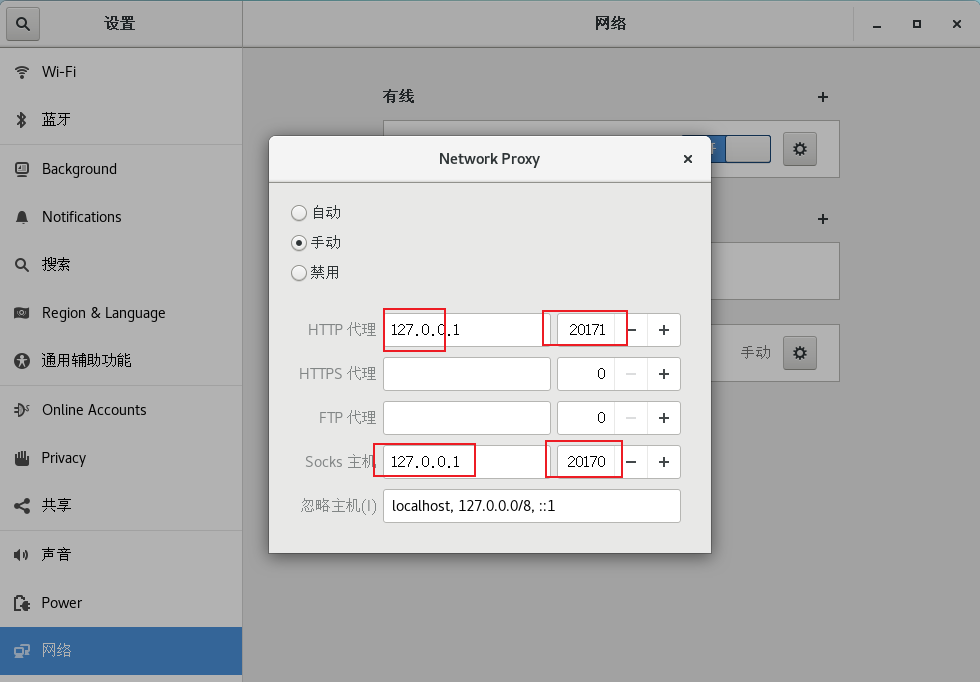 设置
网络
Wi-Fi
蓝牙
Background
Notifications
搜索
Region & Language
通用辅助功能
Online Accounts
Privacy
共享
声音
Power
网络
有线
手动
Network Proxy
自动
手动
禁用
HTTP 代理 127.0.0.1 20171 − +
HTTPS 代理 0 − +
FTP 代理 0 − +
Socks 主机 127.0.0.1 20170 − +
忽略主机(I) localhost, 127.0.0.0/8, ::1